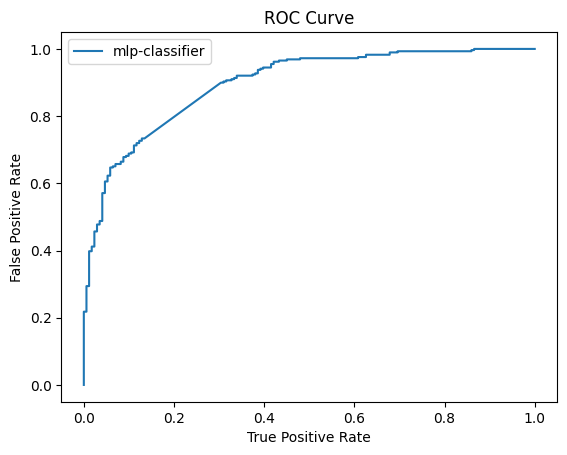 ROC Curve
mlp-classifier
False Positive Rate
1.0
0.8
0.6
0.4
0.2
0.0
0.0 0.2 0.4 0.6 0.8 1.0
True Positive Rate